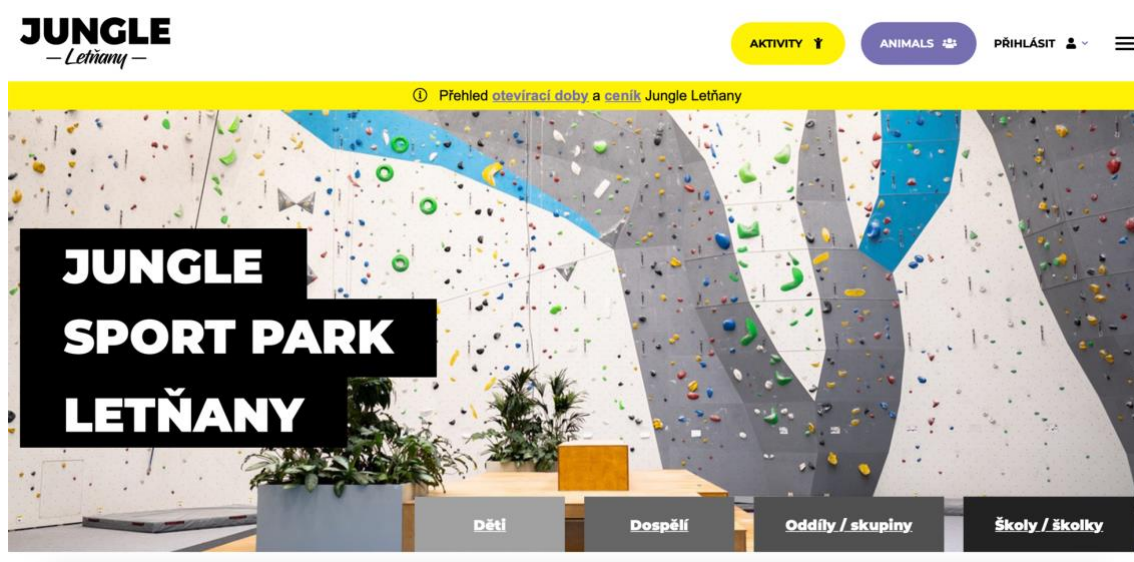 JUNGLE
— Letňany —
AKTIVITY
ANIMALS
PŘIHLÁSIT
Přehled otevírací doby a ceník Jungle Letňany
JUNGLE
SPORT PARK
LETŇANY
Děti
Dospělí
Oddíly / skupiny
Školy / školky